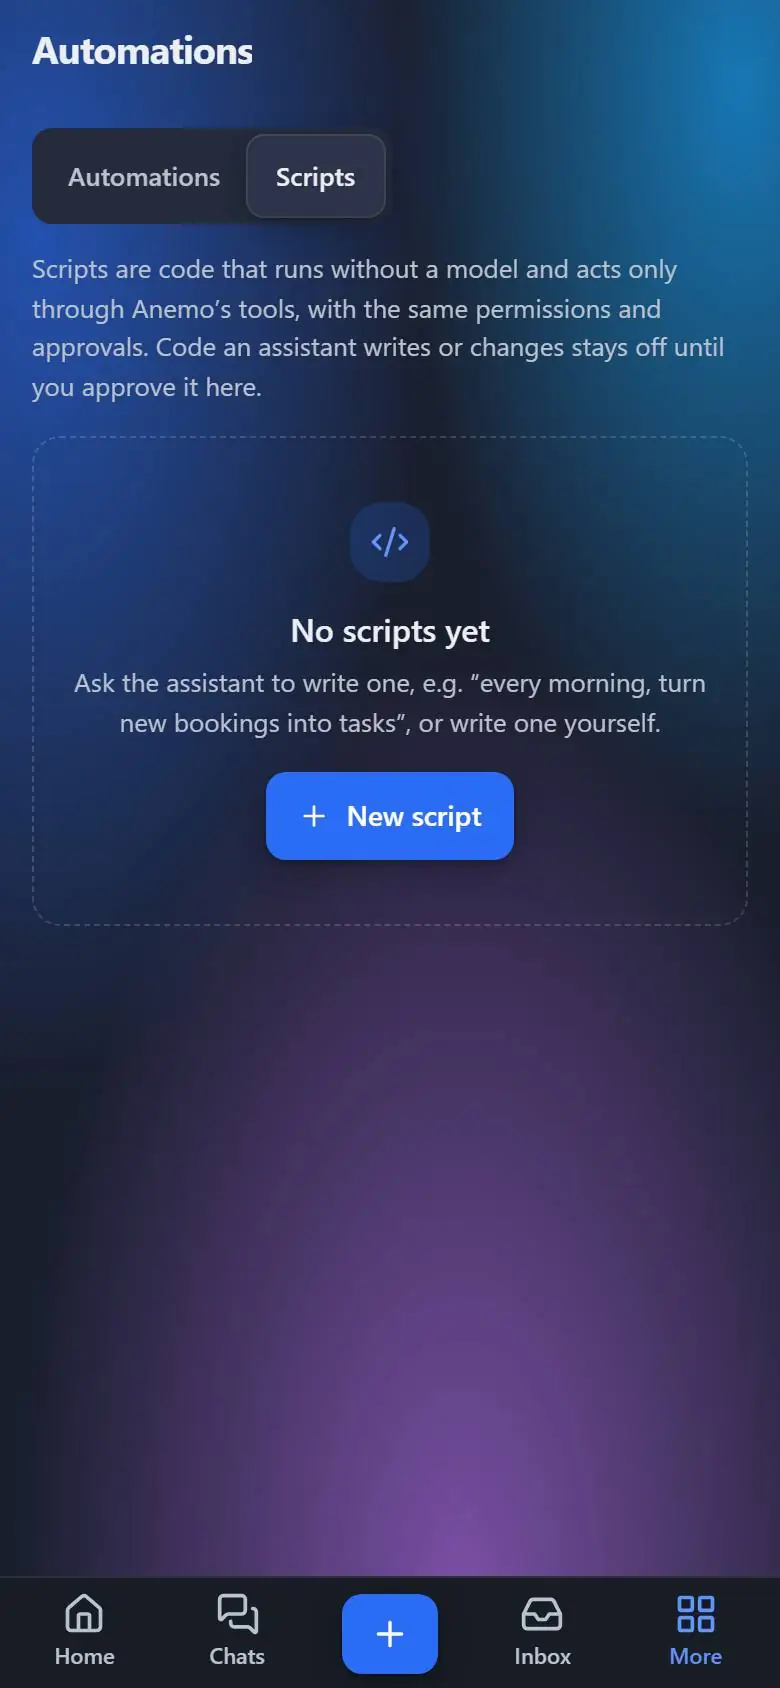 Automations
Automations
Scripts
Scripts are code that runs without a model and acts only
through Anemo’s tools, with the same permissions and
approvals. Code an assistant writes or changes stays off until
you approve it here.
No scripts yet
Ask the assistant to write one, e.g. “every morning, turn
new bookings into tasks”, or write one yourself.
New script
Home
Chats
Inbox
More